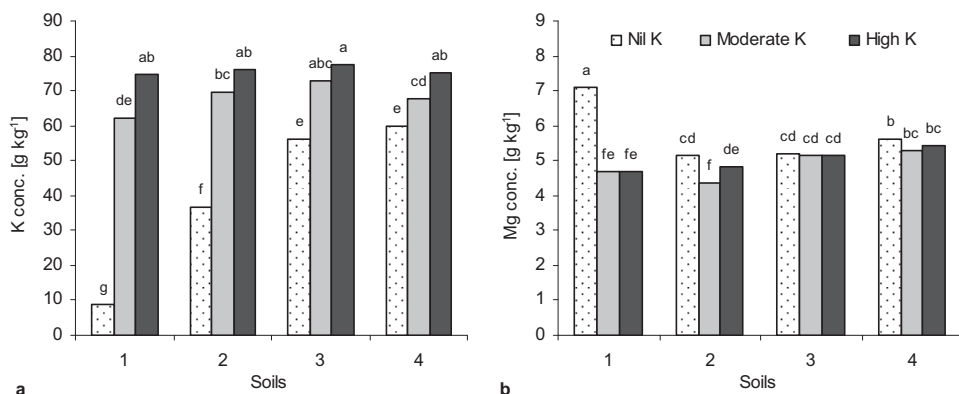 K conc. [g kg-1]
90
80
70
60
50
40
30
20
10
0
g
de
ab
f
bc
ab
e
abc
a
e
cd
ab
1 2 3 4
Soils
a
Mg conc. [g kg-1]
9
8
7
6
5
4
3
2
1
0
Nil K Moderate K High K
a
fe fe
cd
f
de
cd cd cd
b
bc bc
1 2 3 4
Soils
b